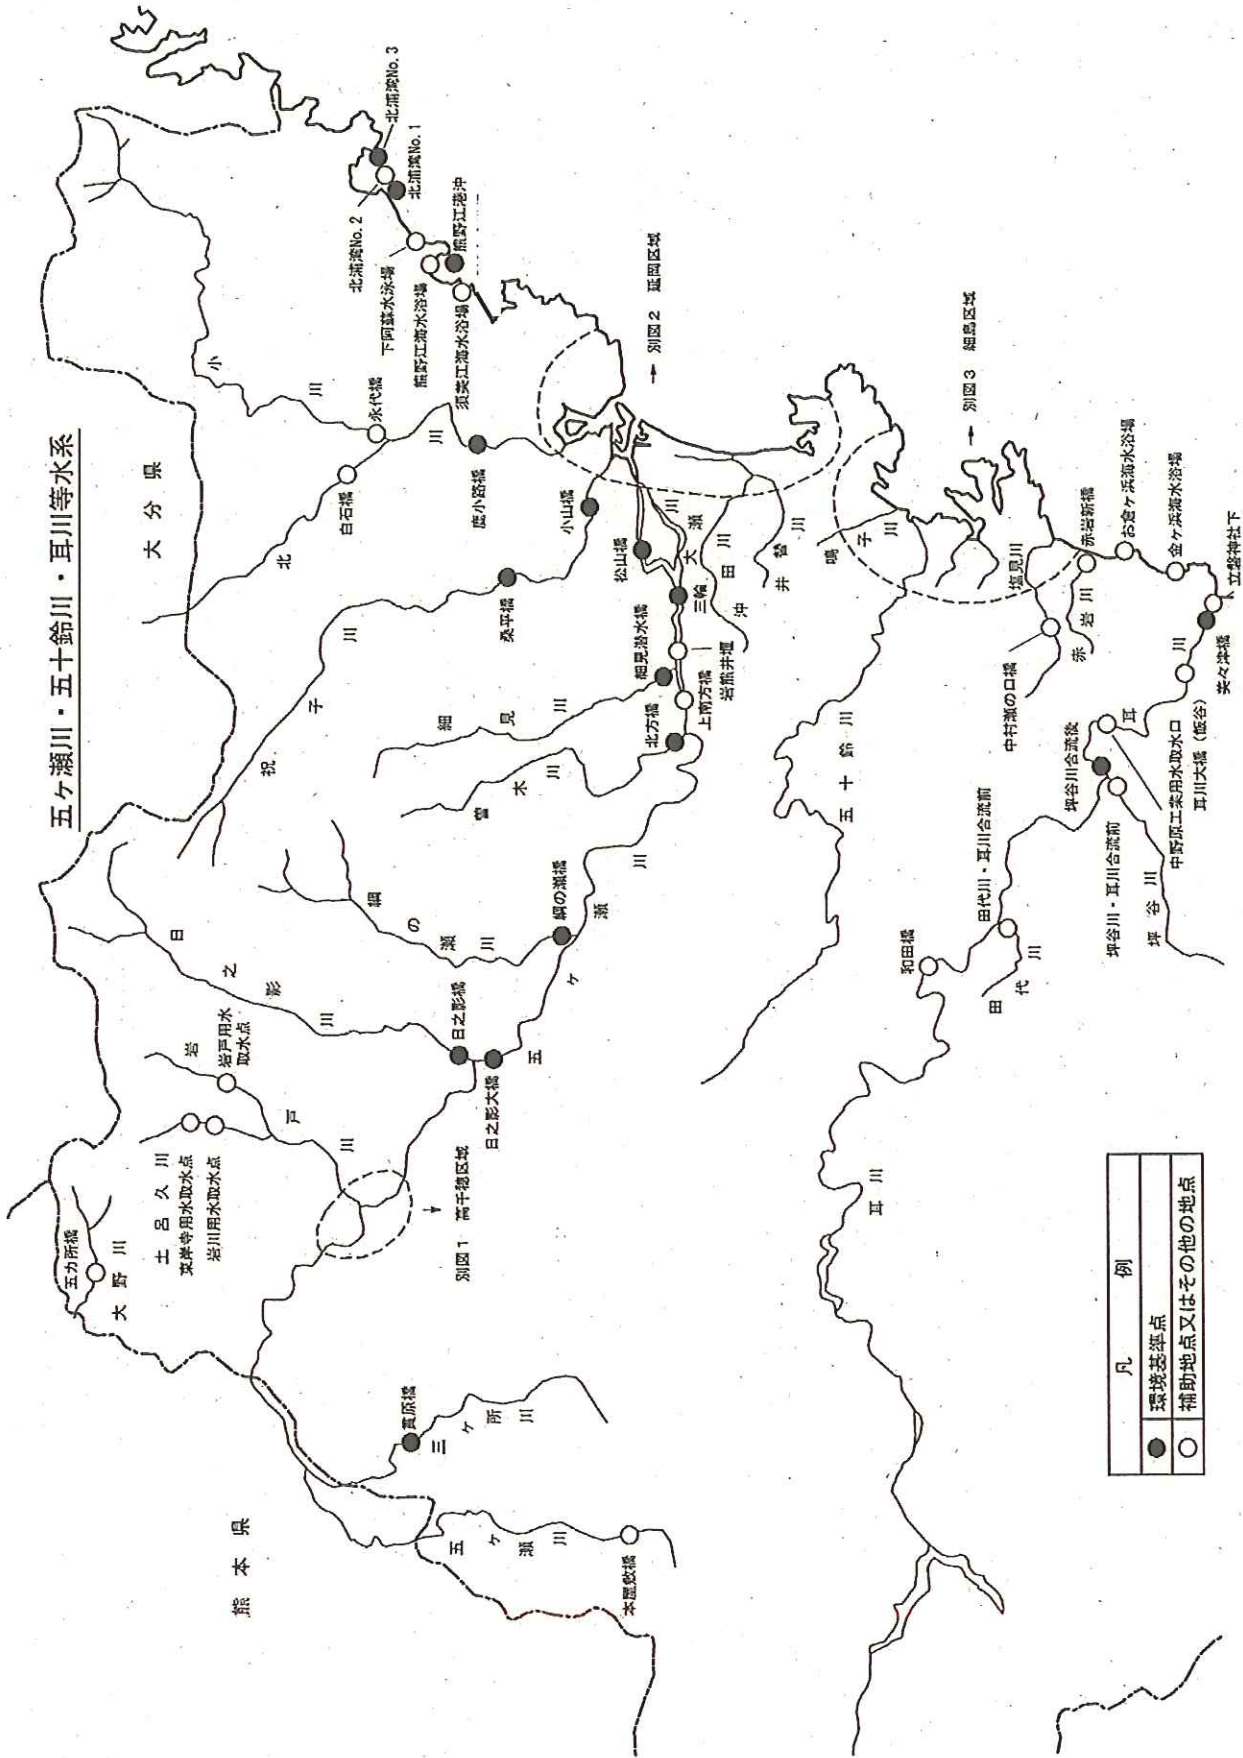 五ヶ瀬川・五十鈴川・耳川等水系
大分県
熊本県
北浦湾No.3
北浦湾No.1
北浦湾No.2
下阿蘇水泳場
熊野江港沖
熊野江海水浴場
須美江海水浴場
小川
永代橋
白石橋
北川
鹿小路橋
小山橋
桑平橋
祝子川
→ 別図2 延岡区域
松山橋
三輪
大瀬川
沖田川
井替川
鳴子川
細見潜水橋
細見川
岩熊井堰
上南方橋
北方橋
曽木川
→ 別図3 細島区域
塩見川
赤岩新橋
赤岩川
中村瀬の口橋
お倉ヶ浜海水浴場
金ヶ浜海水浴場
立磐神社下
美々津橋
耳川大橋(飯谷)
中野原工業用水取水口
耳川
坪谷川合流後
坪谷川・耳川合流前
坪谷川
田代川・耳川合流前
田代川
和田橋
五十鈴川
綱の瀬橋
綱の瀬川
五ヶ瀬川
日之影橋
日之影川
日之影大橋
岩戸用水
取水点
岩戸川
土呂久川
東岸寺用水取水点
岩川用水取水点
→ 別図1 高千穂区域
五カ所橋
大野川
貫原橋
三ヶ所川
五ヶ瀬川
本屋敷橋
耳川
凡例
● 環境基準点
○ 補助地点又はその他の地点